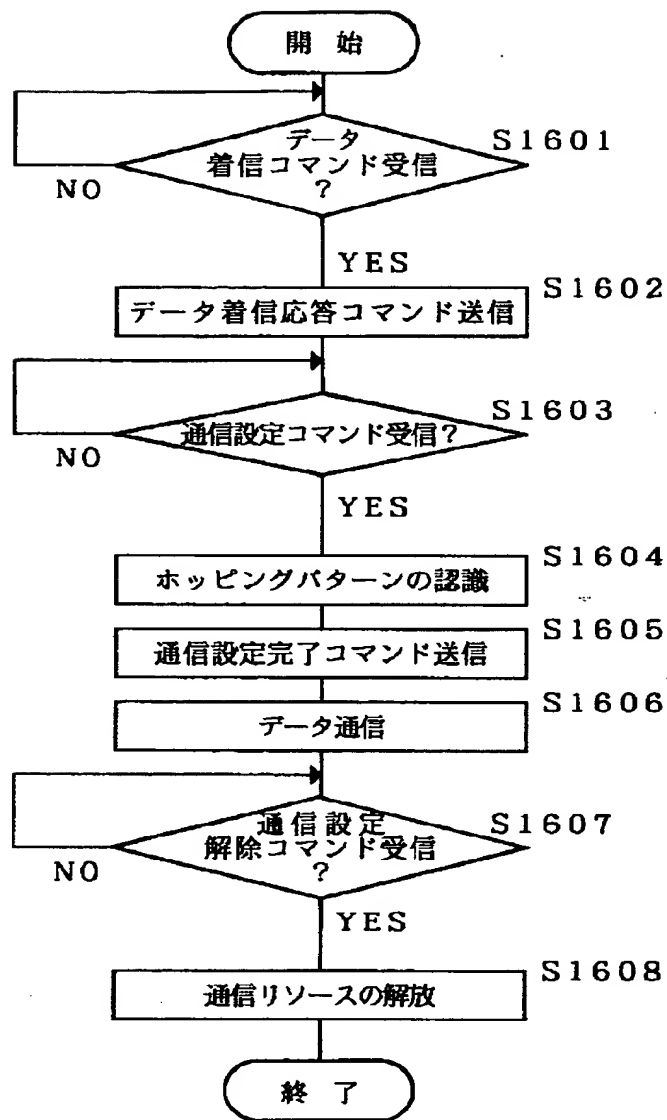 開始
データ
着信コマンド受信
?
S1601
NO
YES
データ着信応答コマンド送信
S1602
通信設定コマンド受信?
S1603
NO
YES
ホッピングパターンの認識
S1604
通信設定完了コマンド送信
S1605
データ通信
S1606
通信設定
解除コマンド受信
?
S1607
NO
YES
通信リソースの解放
S1608
終了